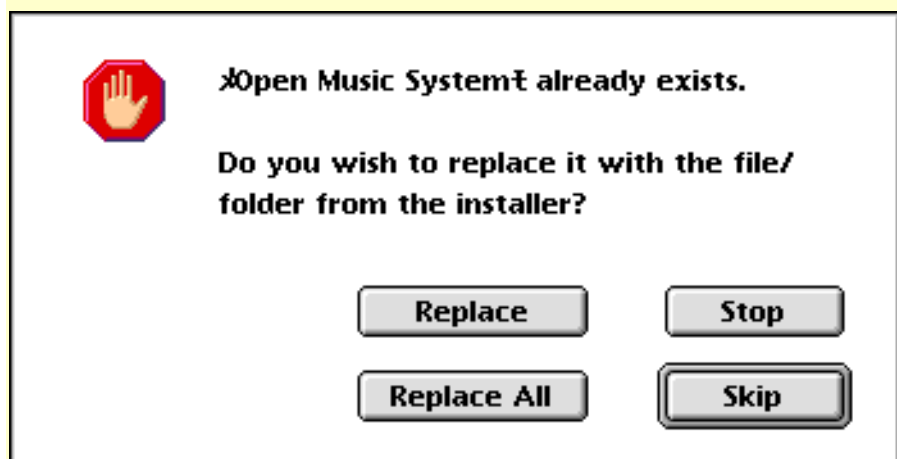 Open Music System already exists.
Do you wish to replace it with the file/
folder from the installer?
Replace
Stop
Replace All
Skip